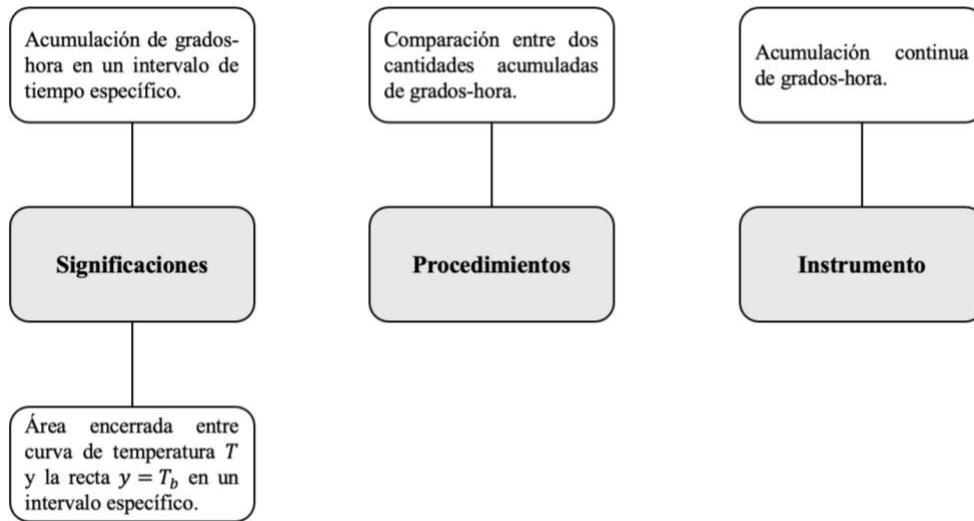 Acumulación de grados-
hora en un intervalo de
tiempo específico.
Comparación entre dos
cantidades acumuladas
de grados-hora.
Acumulación continua
de grados-hora.
Significaciones
Procedimientos
Instrumento
Área encerrada entre
curva de temperatura T
y la recta y = T_b en un
intervalo específico.